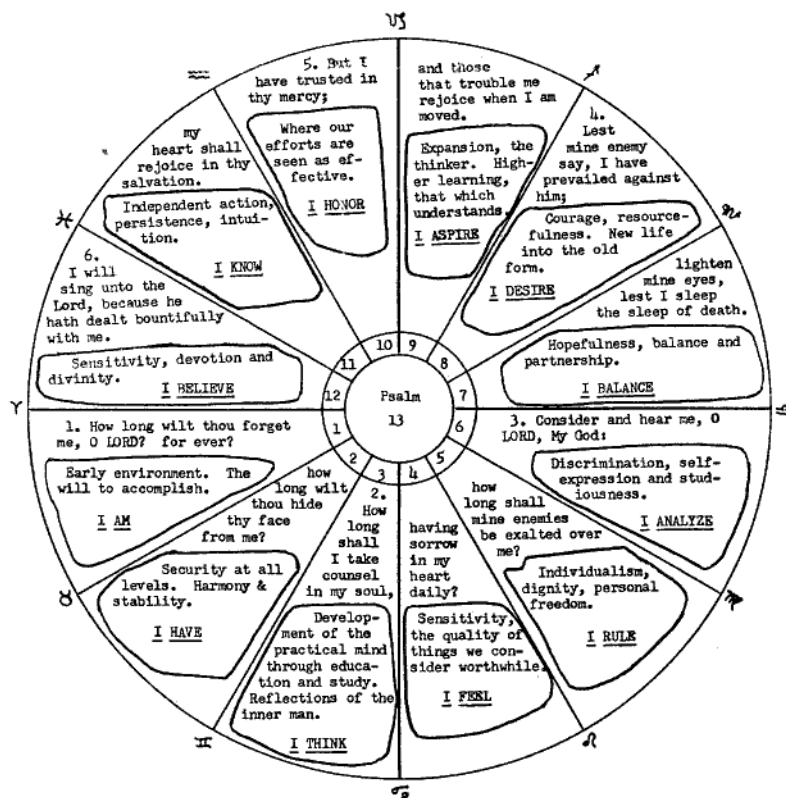 ♑
♐
♏
♎
♍
♌
♋
♊
♉
♈
♓
♒
Psalm
13
1
1. How long wilt thou forget
me, O LORD? for ever?
Early environment. The
will to accomplish.
I AM
2
how
long wilt
thou hide
thy face
from me?
Security at all
levels. Harmony &
stability.
I HAVE
3
2.
How
long
shall
I take
counsel
in my soul,
Develop-
ment of the
practical mind
through educa-
tion and study.
Reflections of the
inner man.
I THINK
4
having
sorrow
in my
heart
daily?
Sensitivity,
the quality of
things we con-
sider worthwhile.
I FEEL
5
how
long shall
mine enemies
be exalted over
me?
Individualism,
dignity, personal
freedom.
I RULE
6
3. Consider and hear me, O
LORD, My God:
Discrimination, self-
expression and stud-
iousness.
I ANALYZE
7
lighten
mine eyes,
lest I sleep
the sleep of death.
Hopefulness, balance and
partnership.
I BALANCE
8
4.
Lest
mine enemy
say, I have
prevailed against
him;
Courage, resource-
fulness. New life
into the old
form.
I DESIRE
9
and those
that trouble me
rejoice when I am
moved.
Expansion, the
thinker. High-
er learning,
that which
understands.
I ASPIRE
10
5. But I
have trusted in
thy mercy;
Where our
efforts are
seen as ef-
fective.
I HONOR
11
my
heart shall
rejoice in thy
salvation.
Independent action,
persistence, intui-
tion.
I KNOW
12
6.
I will
sing unto the
Lord, because he
hath dealt bountifully
with me.
Sensitivity, devotion and
divinity.
I BELIEVE